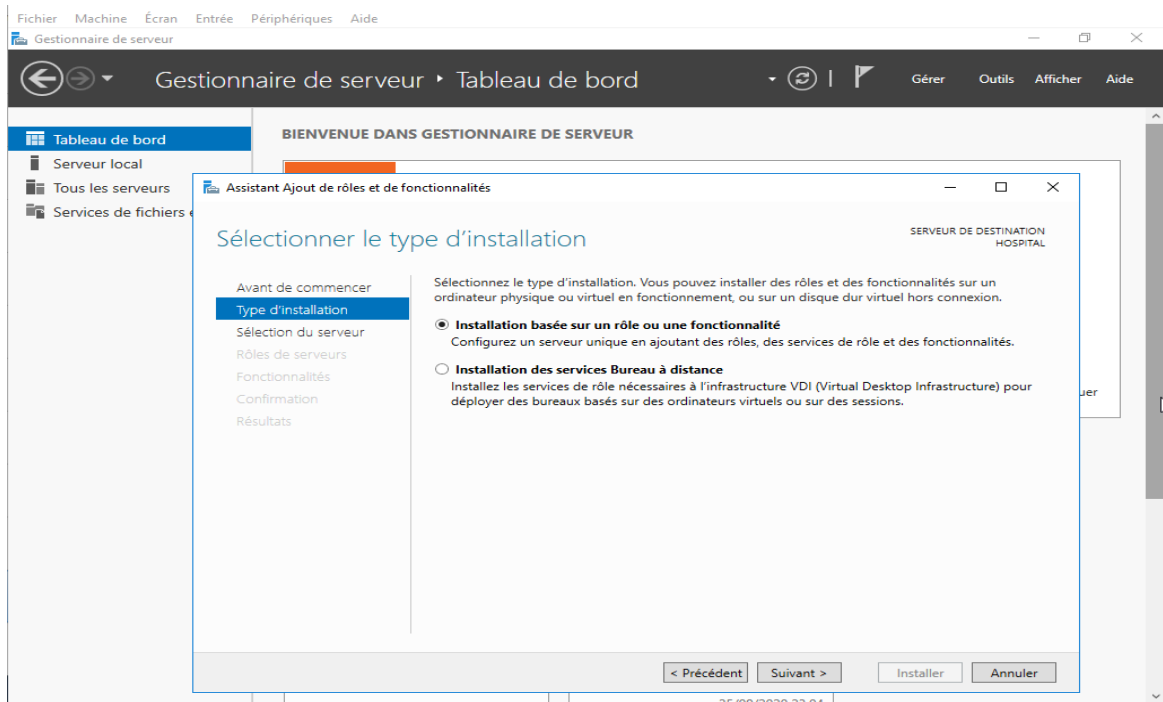 Fichier Machine Écran Entrée Périphériques Aide
Gestionnaire de serveur
Gestionnaire de serveur Tableau de bord
Gérer Outils Afficher Aide
Tableau de bord
Serveur local
Tous les serveurs
Services de fichiers
BIENVENUE DANS GESTIONNAIRE DE SERVEUR
Assistant Ajout de rôles et de fonctionnalités
Sélectionner le type d'installation
SERVEUR DE DESTINATION
HOSPITAL
Avant de commencer
Type d'installation
Sélection du serveur
Rôles de serveurs
Fonctionnalités
Confirmation
Résultats
Sélectionnez le type d'installation. Vous pouvez installer des rôles et des fonctionnalités sur un
ordinateur physique ou virtuel en fonctionnement, ou sur un disque dur virtuel hors connexion.
Installation basée sur un rôle ou une fonctionnalité
Configurez un serveur unique en ajoutant des rôles, des services de rôle et des fonctionnalités.
Installation des services Bureau à distance
Installez les services de rôle nécessaires à l'infrastructure VDI (Virtual Desktop Infrastructure) pour
déployer des bureaux basés sur des ordinateurs virtuels ou sur des sessions.
uer
< Précédent Suivant > Installer Annuler